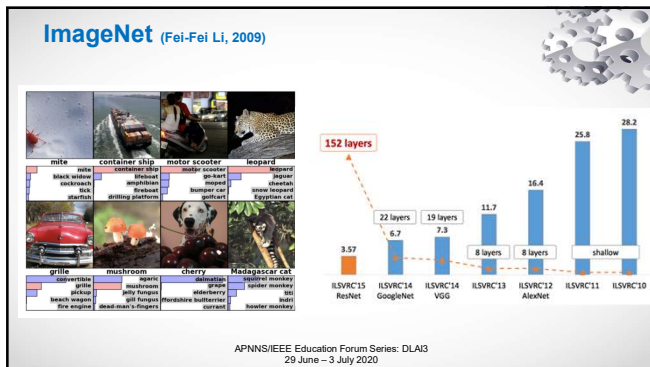 ImageNet (Fei-Fei Li, 2009)
mite
container ship
motor scooter
leopard
mite
black widow
cockroach
tick
starfish
container ship
lifeboat
amphibian
fireboat
drilling platform
motor scooter
go-kart
moped
bumper car
golfcart
leopard
jaguar
cheetah
snow leopard
Egyptian cat
grille
mushroom
cherry
Madagascar cat
convertible
grille
pickup
beach wagon
fire engine
agaric
mushroom
jelly fungus
gill fungus
dead-man's-fingers
dalmatian
grape
elderberry
ffordshire bullterrier
currant
squirrel monkey
spider monkey
titi
indri
howler monkey
152 layers
3.57
22 layers
6.7
19 layers
7.3
11.7
8 layers
16.4
8 layers
25.8
28.2
shallow
ILSVRC'15
ResNet
ILSVRC'14
GoogleNet
ILSVRC'14
VGG
ILSVRC'13
ILSVRC'12
AlexNet
ILSVRC'11
ILSVRC'10
APNNS/IEEE Education Forum Series: DLAI3
29 June – 3 July 2020